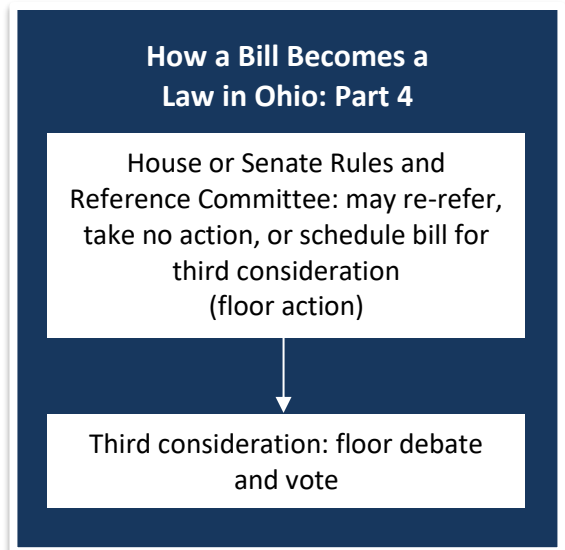 How a Bill Becomes a
Law in Ohio: Part 4
House or Senate Rules and
Reference Committee: may re-refer,
take no action, or schedule bill for
third consideration
(floor action)
Third consideration: floor debate
and vote